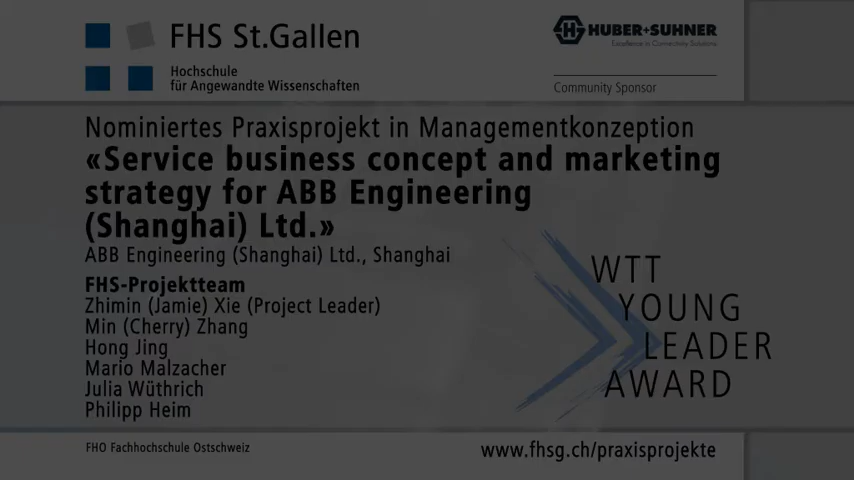 FHS St.Gallen
Hochschule
für Angewandte Wissenschaften
HUBER+SUHNER
Excellence in Connectivity Solutions
Community Sponsor
Nominiertes Praxisprojekt in Managementkonzeption
«Service business concept and marketing
strategy for ABB Engineering
(Shanghai) Ltd.»
ABB Engineering (Shanghai) Ltd., Shanghai
FHS-Projektteam
Zhimin (Jamie) Xie (Project Leader)
Min (Cherry) Zhang
Hong Jing
Mario Malzacher
Julia Wüthrich
Philipp Heim
WTT
YOUNG
LEADER
AWARD
FHO Fachhochschule Ostschweiz
www.fhsg.ch/praxisprojekte